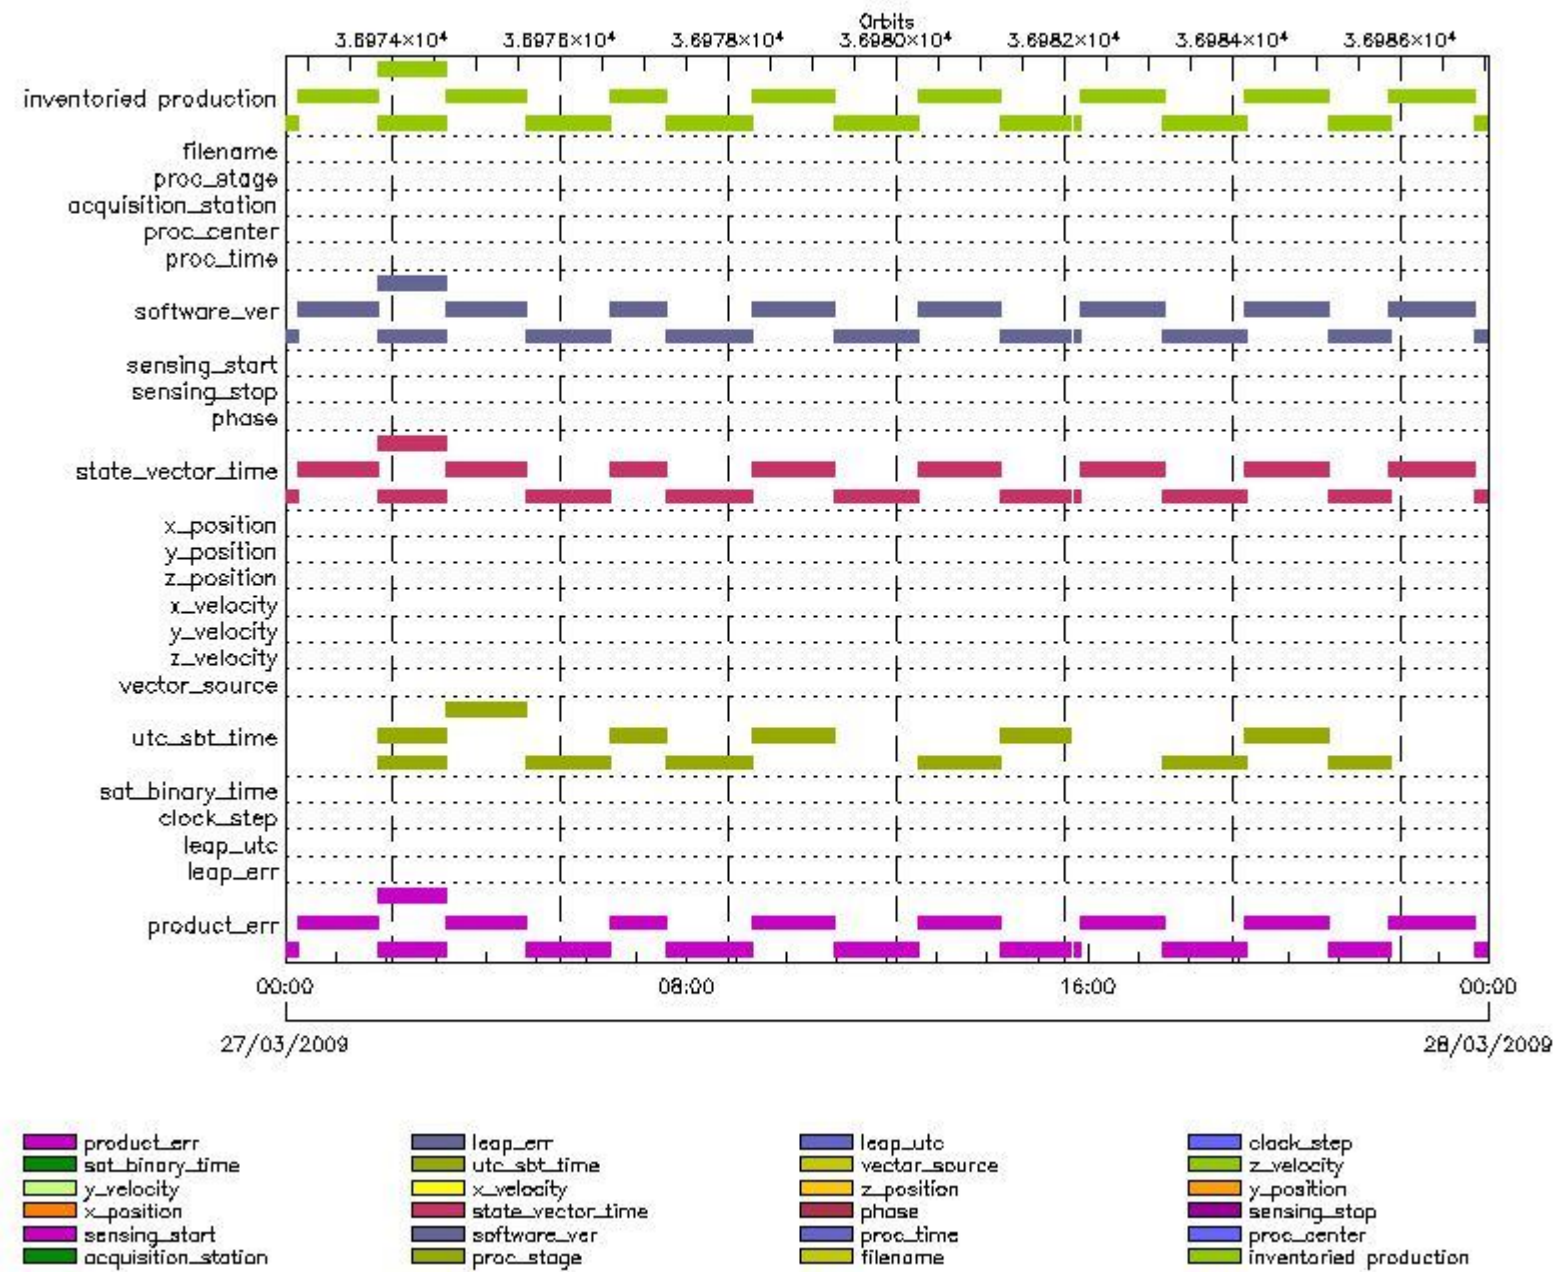 Orbits
3.6974×10⁴ 3.6976×10⁴ 3.6978×10⁴ 3.6980×10⁴ 3.6982×10⁴ 3.6984×10⁴ 3.6986×10⁴
inventoried production
filename
proc_stage
acquisition_station
proc_center
proc_time
software_ver
sensing_start
sensing_stop
phase
state_vector_time
x_position
y_position
z_position
x_velocity
y_velocity
z_velocity
vector_source
utc_sbt_time
sat_binary_time
clock_step
leap_utc
leap_err
product_err
00:00 08:00 16:00 00:00
27/03/2009 28/03/2009
product_err leap_err leap_utc clock_step
sat_binary_time utc_sbt_time vector_source z_velocity
y_velocity x_velocity z_position y_position
x_position state_vector_time phase sensing_stop
sensing_start software_ver proc_time proc_center
acquisition_station proc_stage filename inventoried production